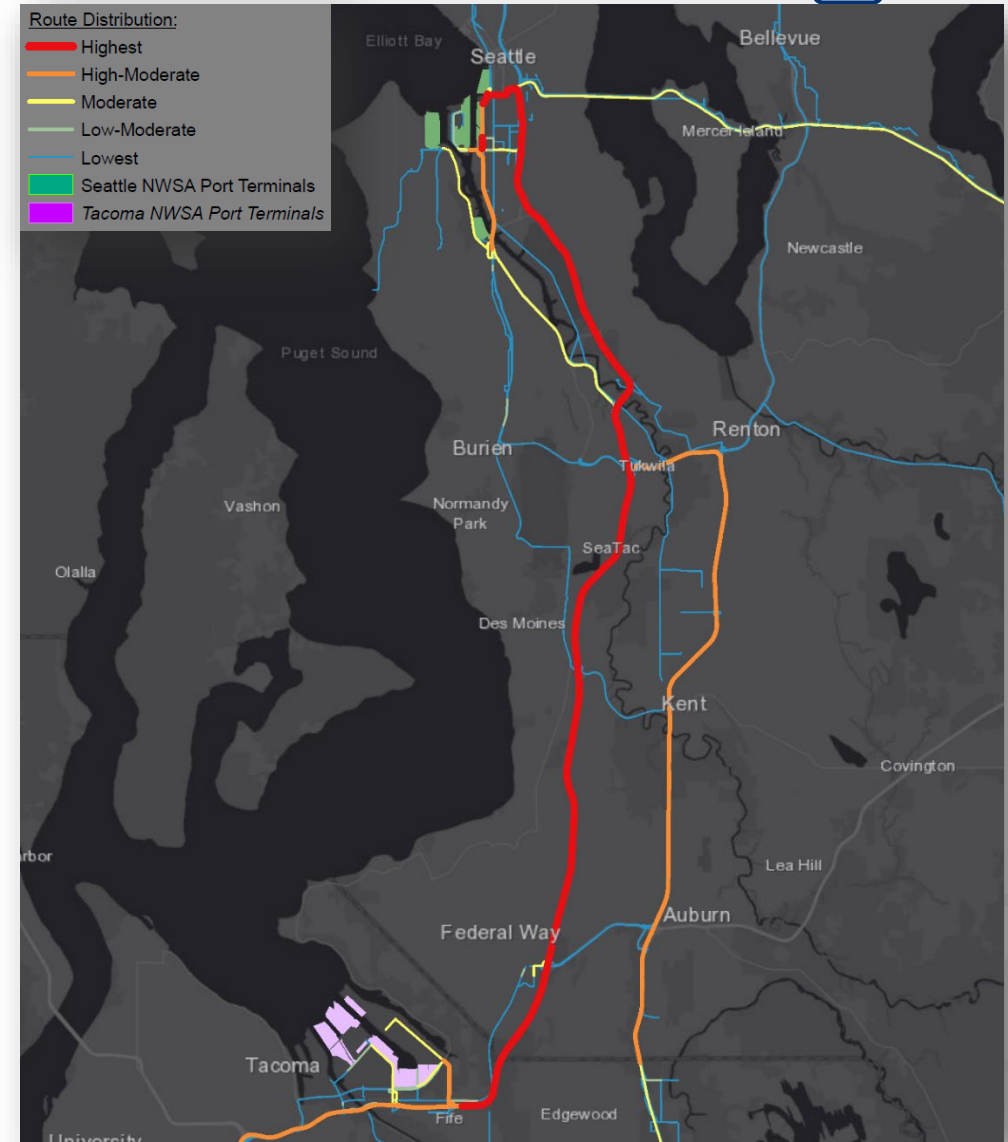 Route Distribution:
Highest
High-Moderate
Moderate
Low-Moderate
Lowest
Seattle NWSA Port Terminals
Tacoma NWSA Port Terminals
Elliott Bay
Seattle
Bellevue
Mercer Island
Newcastle
Puget Sound
Renton
Burien
Tukwila
Vashon
Normandy
Park
SeaTac
Olalla
Des Moines
Kent
Covington
arbor
Lea Hill
Auburn
Federal Way
Tacoma
Fife
Edgewood
University